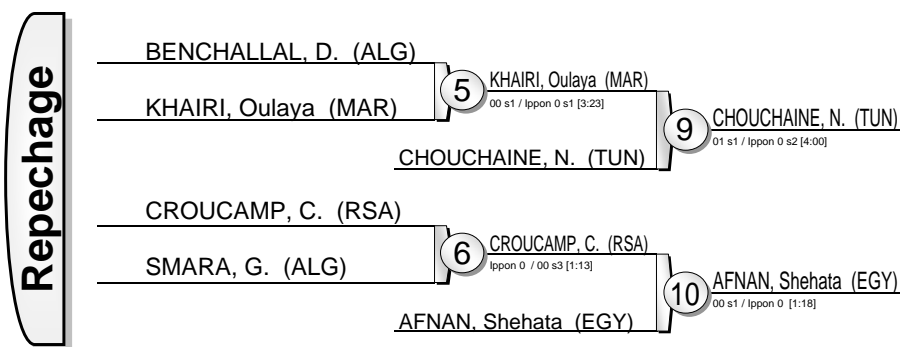 Repechage
BENCHALLAL, D. (ALG)
KHAIRI, Oulaya (MAR)
5
KHAIRI, Oulaya (MAR)
00 s1 / Ippon 0 s1 [3:23]
CHOUCHAINE, N. (TUN)
9
CHOUCHAINE, N. (TUN)
01 s1 / Ippon 0 s2 [4:00]
CROUCAMP, C. (RSA)
SMARA, G. (ALG)
6
CROUCAMP, C. (RSA)
Ippon 0 / 00 s3 [1:13]
AFNAN, Shehata (EGY)
10
AFNAN, Shehata (EGY)
00 s1 / Ippon 0 [1:18]